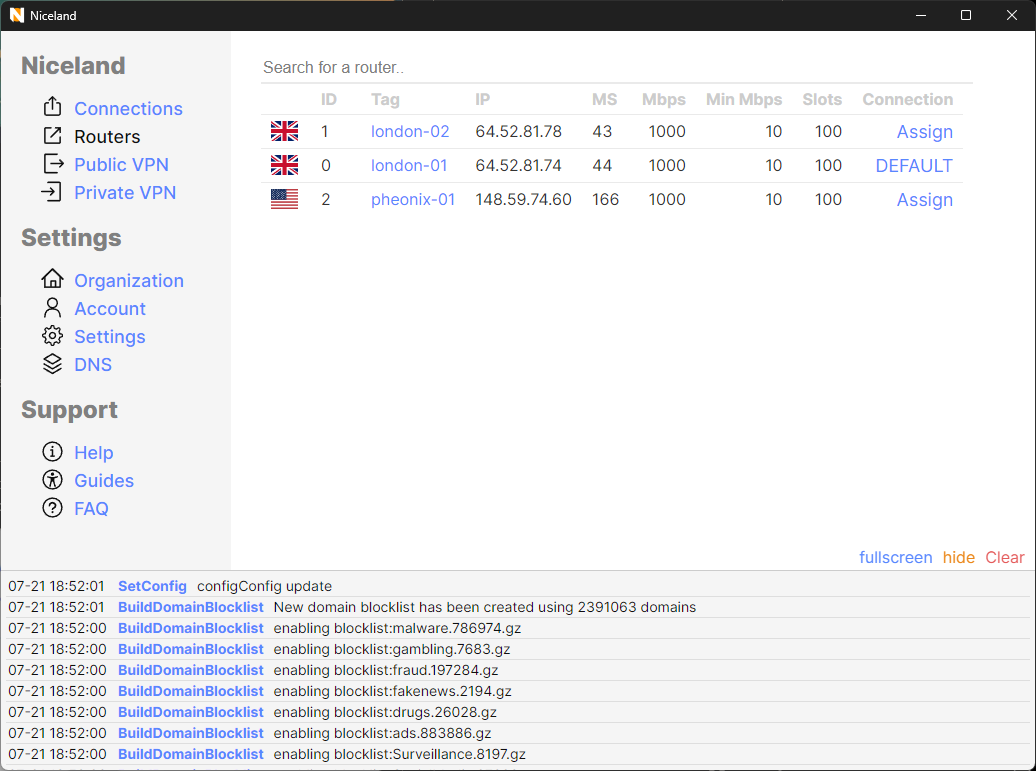 Niceland
Niceland
Connections
Routers
Public VPN
Private VPN
Settings
Organization
Account
Settings
DNS
Support
Help
Guides
FAQ
Search for a router..
ID Tag IP MS Mbps Min Mbps Slots Connection
1 london-02 64.52.81.78 43 1000 10 100 Assign
0 london-01 64.52.81.74 44 1000 10 100 DEFAULT
2 pheonix-01 148.59.74.60 166 1000 10 100 Assign
fullscreen hide Clear
07-21 18:52:01 SetConfig configConfig update
07-21 18:52:01 BuildDomainBlocklist New domain blocklist has been created using 2391063 domains
07-21 18:52:00 BuildDomainBlocklist enabling blocklist:malware.786974.gz
07-21 18:52:00 BuildDomainBlocklist enabling blocklist:gambling.7683.gz
07-21 18:52:00 BuildDomainBlocklist enabling blocklist:fraud.197284.gz
07-21 18:52:00 BuildDomainBlocklist enabling blocklist:fakenews.2194.gz
07-21 18:52:00 BuildDomainBlocklist enabling blocklist:drugs.26028.gz
07-21 18:52:00 BuildDomainBlocklist enabling blocklist:ads.883886.gz
07-21 18:52:00 BuildDomainBlocklist enabling blocklist:Surveillance.8197.gz